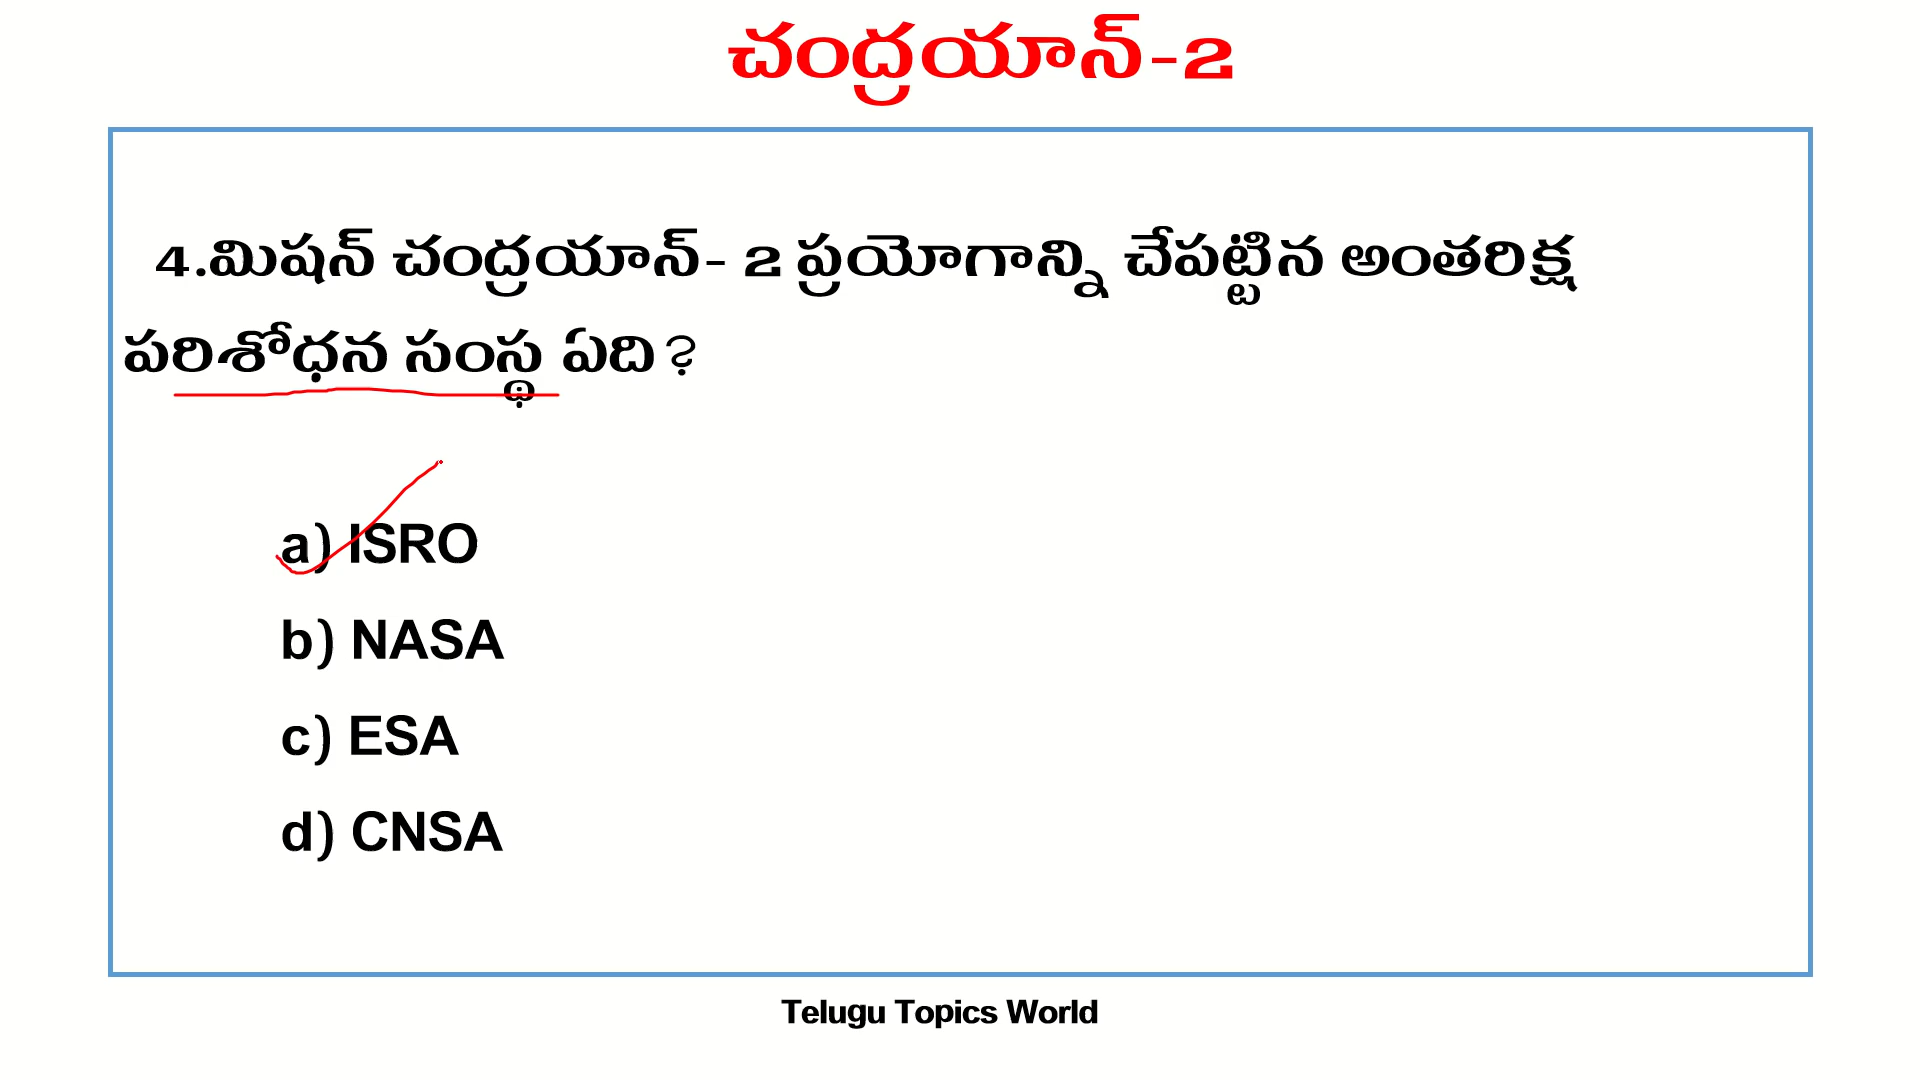 చంద్రయాన్-2
4.మిషన్ చంద్రయాన్- 2 ప్రయోగాన్ని చేపట్టిన అంతరిక్ష
పరిశోధన సంస్థ ఏది?
a) ISRO
b) NASA
c) ESA
d) CNSA
Telugu Topics World